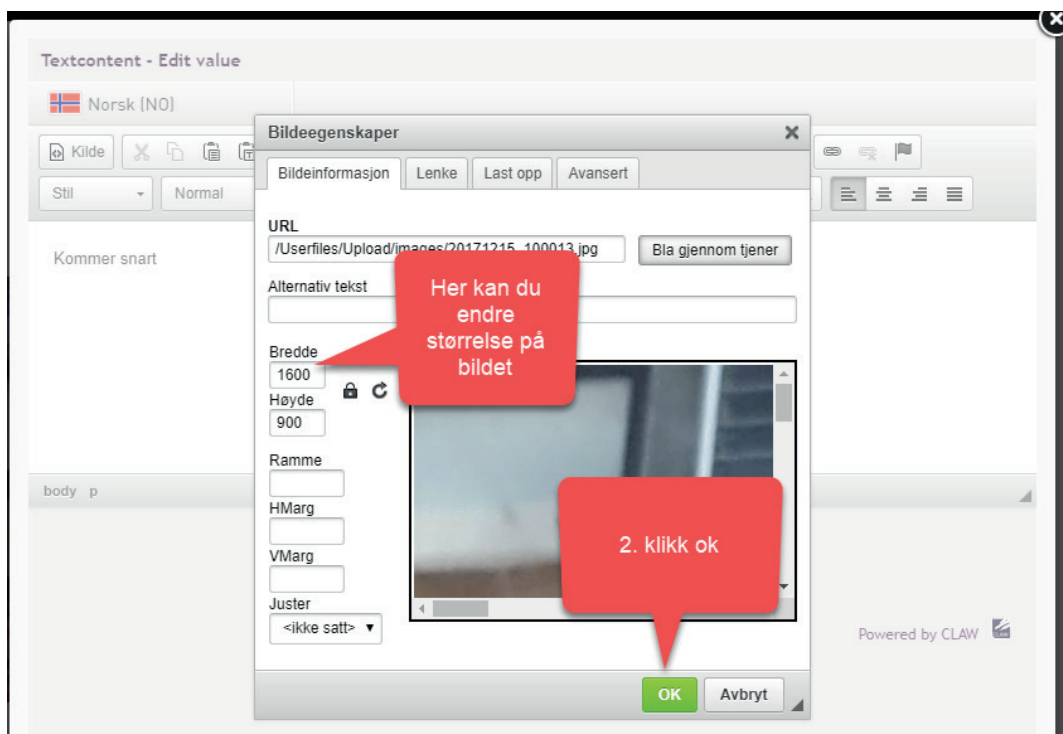 Textcontent - Edit value
Norsk (NO)
Bildeegenskaper
Kilde
Bildeinformasjon Lenke Last opp Avansert
Stil Normal
URL
/Userfiles/Upload/images/20171215_100013.jpg Bla gjennom tjener
Kommer snart
Alternativ tekst
Her kan du
endre
størrelse på
bildet
Bredde
1600
Høyde
900
Ramme
body p
HMarg
2. klikk ok
VMarg
Juster
<ikke satt>
Powered by CLAW
OK Avbryt